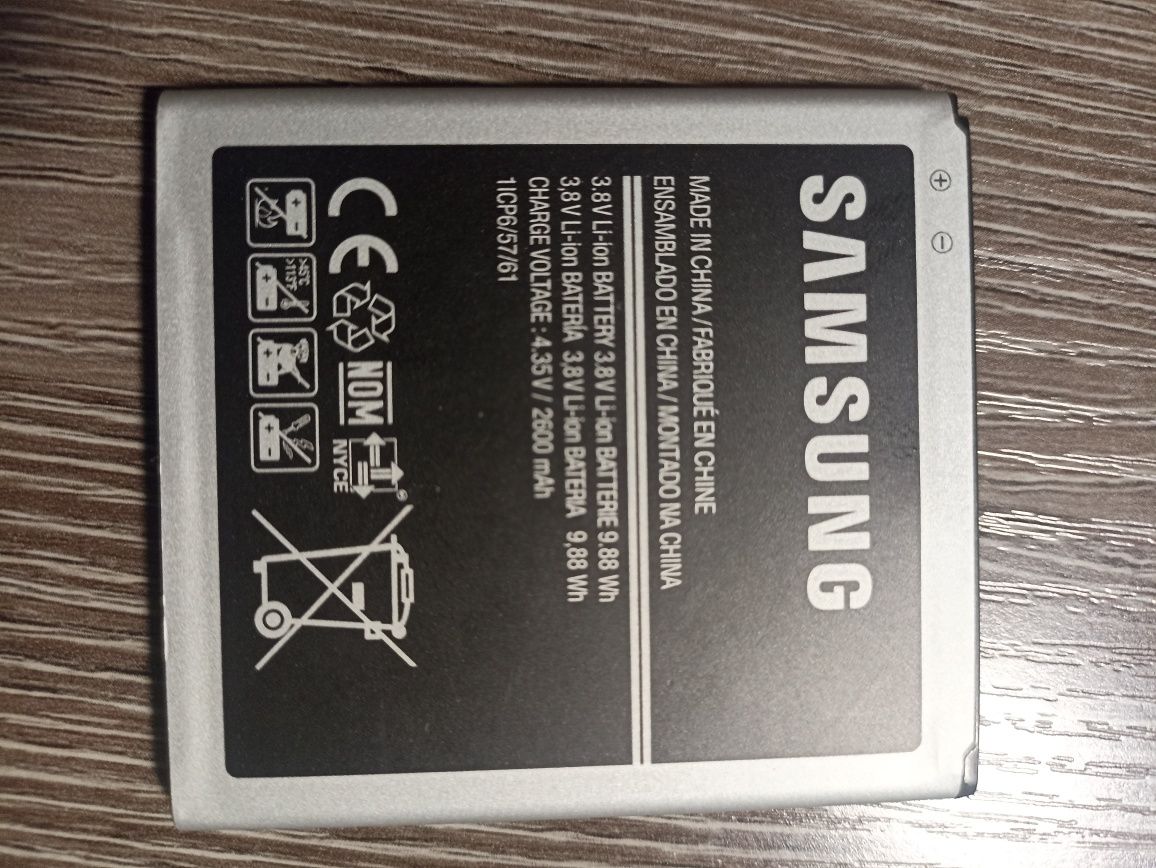 SAMSUNG
MADE IN CHINA / FABRIQUÉ EN CHINE
ENSAMBLADO EN CHINA / MONTADO NA CHINA
3.8V Li-ion BATTERY 3.8V Li-ion BATTERIE 9.88 Wh
3,8V Li-ion BATERÍA 3,8V Li-ion BATERIA 9,88 Wh
CHARGE VOLTAGE : 4.35V / 2600 mAh
1ICP6/57/61
CE
NOM
NYCE
>45°C
>113°F